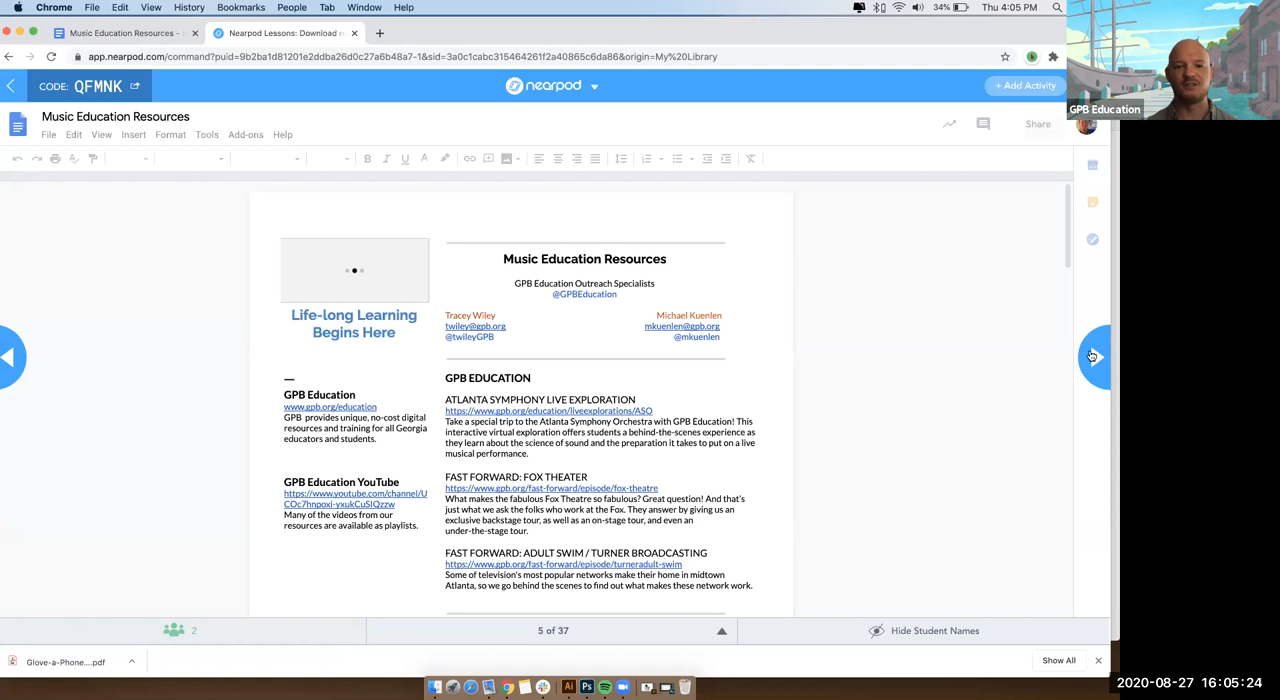 Chrome File Edit View History Bookmarks People Tab Window Help 34% Thu 4:05 PM
Music Education Resources -
Nearpod Lessons: Download r
app.nearpod.com/command?puid=9b2ba1d81201e2ddba26d0c27a6b48a7-1&sid=3a0c1cabc315464261f2a40865c6da86&origin=My%20Library
CODE: QFMNK
nearpod
+ Add Activity
GPB Education
Music Education Resources
File Edit View Insert Format Tools Add-ons Help
Share
Music Education Resources
GPB Education Outreach Specialists
@GPBEducation
Life-long Learning
Begins Here
Tracey Wiley
twiley@gpb.org
@twileyGPB
Michael Kuenlen
mkuenlen@gpb.org
@mkuenlen
GPB Education
www.gpb.org/education
GPB provides unique, no-cost digital
resources and training for all Georgia
educators and students.
GPB Education YouTube
https://www.youtube.com/channel/U
COc7hnpoxi-yxukCuSIQzzw
Many of the videos from our
resources are available as playlists.
GPB EDUCATION
ATLANTA SYMPHONY LIVE EXPLORATION
https://www.gpb.org/education/liveexplorations/ASO
Take a special trip to the Atlanta Symphony Orchestra with GPB Education! This
interactive virtual exploration offers students a behind-the-scenes experience as
they learn about the science of sound and the preparation it takes to put on a live
musical performance.
FAST FORWARD: FOX THEATER
https://www.gpb.org/fast-forward/episode/fox-theatre
What makes the fabulous Fox Theatre so fabulous? Great question! And that's
just what we ask the folks who work at the Fox. They answer by giving us an
exclusive backstage tour, as well as an on-stage tour, and even an
under-the-stage tour.
FAST FORWARD: ADULT SWIM / TURNER BROADCASTING
https://www.gpb.org/fast-forward/episode/turneradult-swim
Some of television's most popular networks make their home in midtown
Atlanta, so we go behind the scenes to find out what makes these network work.
2
5 of 37
Hide Student Names
Glove-a-Phone....pdf
Show All
Ai
Ps
2020-08-27 16:05:24